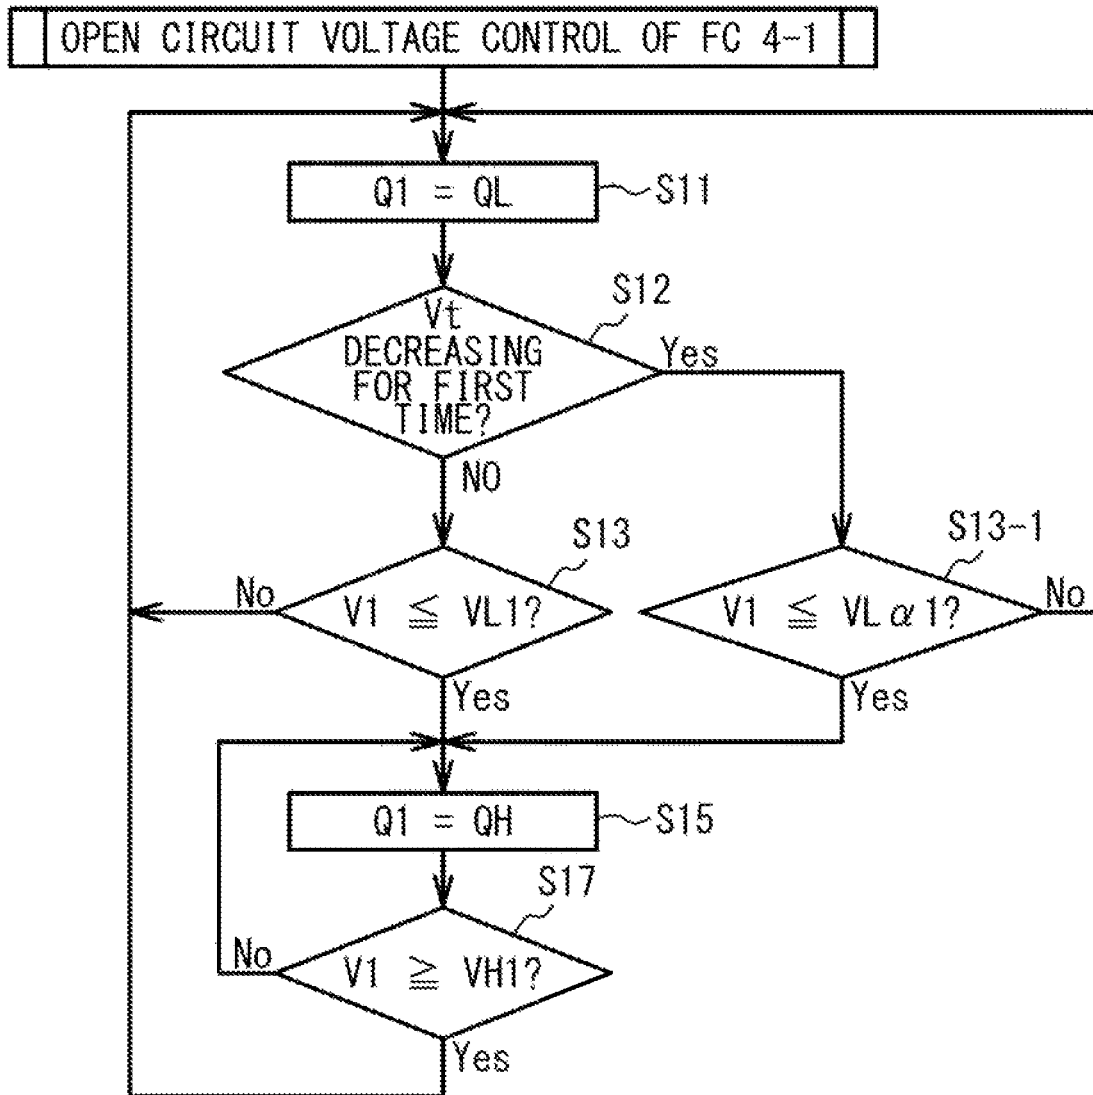 OPEN CIRCUIT VOLTAGE CONTROL OF FC 4-1
Q1 = QL
S11
S12
Vt
DECREASING
FOR FIRST
TIME?
Yes
NO
S13
S13-1
No
V1 ≦ VL1?
V1 ≦ VLα1?
No
Yes
Yes
Q1 = QH
S15
S17
No
V1 ≧ VH1?
Yes